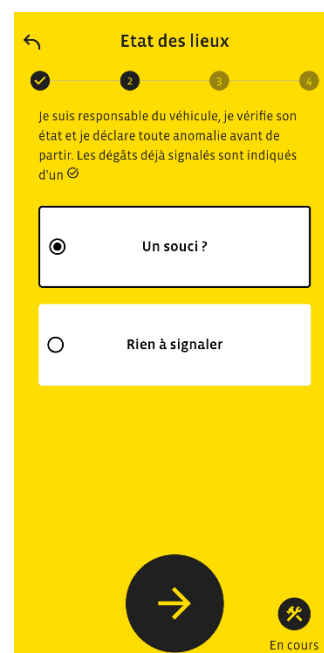 Etat des lieux
2 3 4
Je suis responsable du véhicule, je vérifie son
état et je déclare toute anomalie avant de
partir. Les dégâts déjà signalés sont indiqués
d'un
Un souci ?
Rien à signaler
En cours